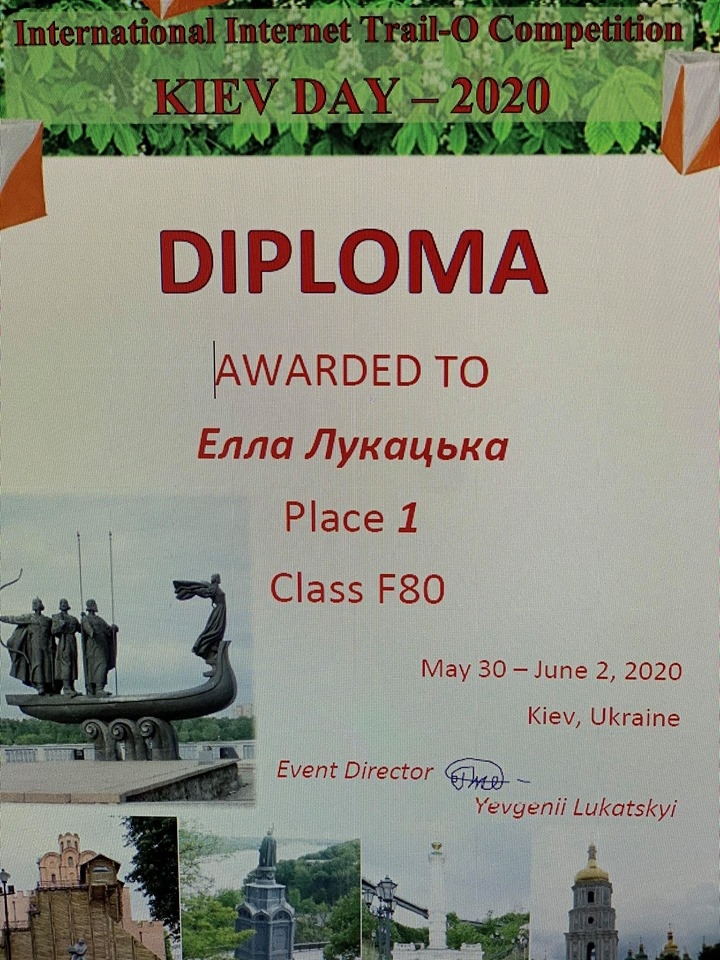 International Internet Trail-O Competition
KIEV DAY – 2020
DIPLOMA
AWARDED TO
Елла Лукацька
Place 1
Class F80
May 30 – June 2, 2020
Kiev, Ukraine
Event Director
Yevgenii Lukatskyi